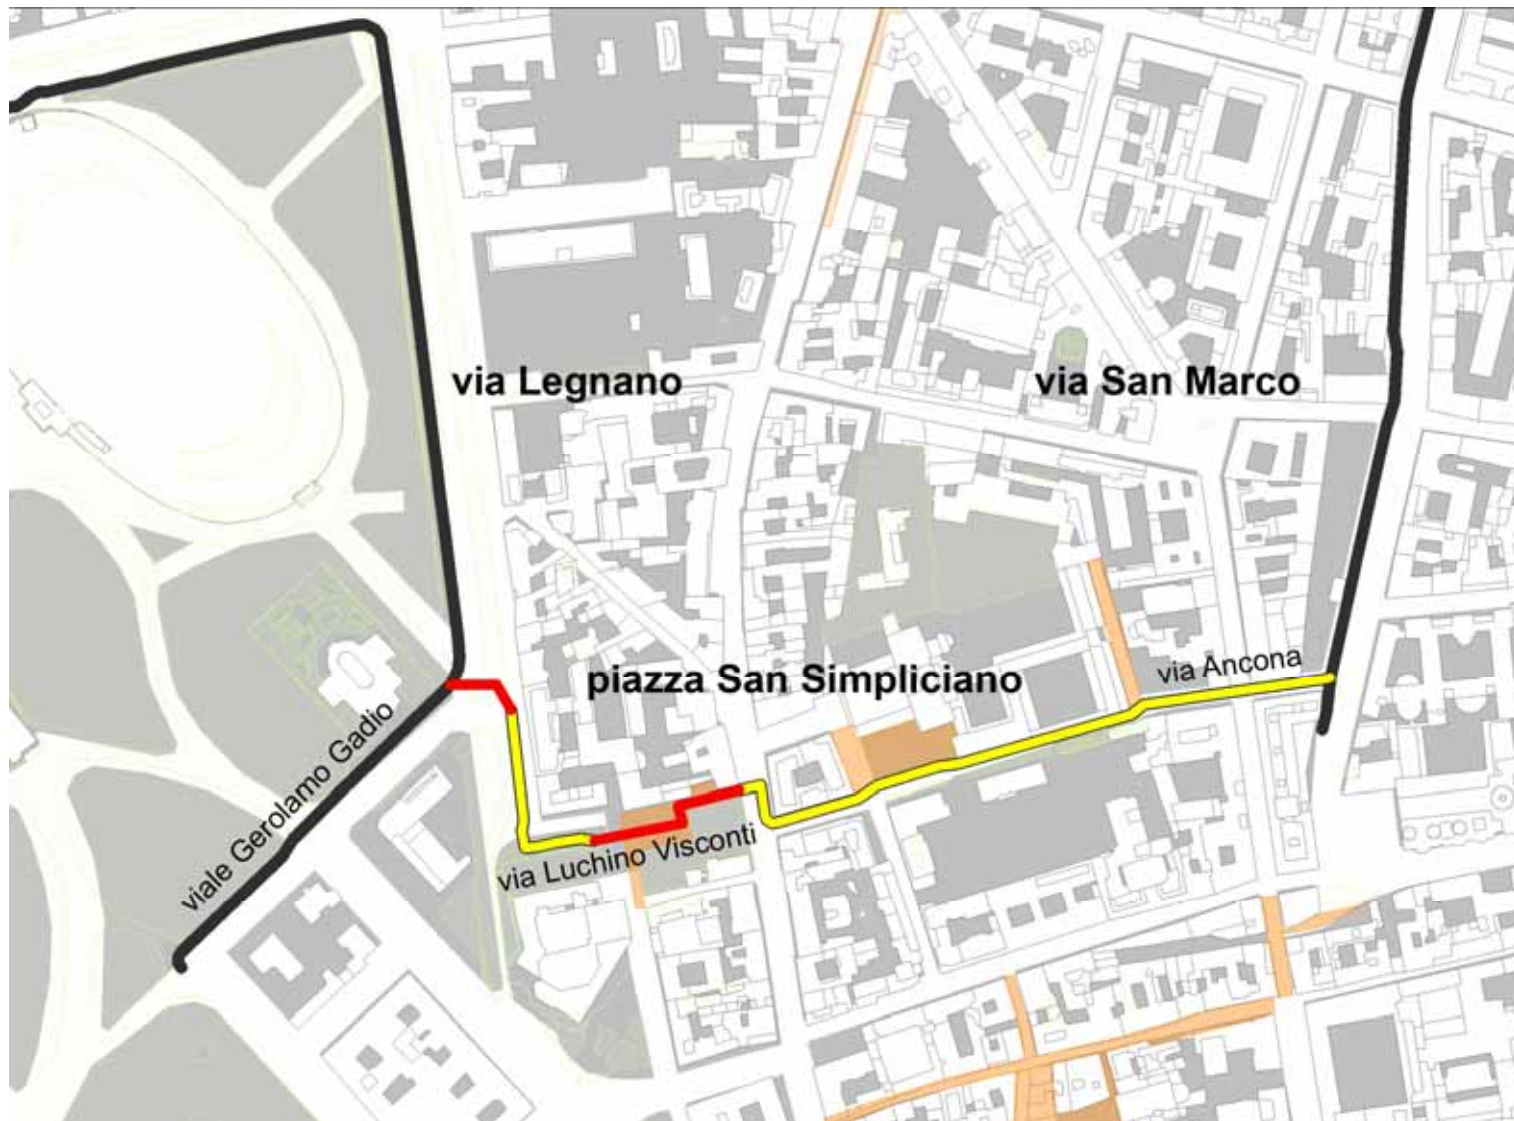 via Legnano
via San Marco
piazza San Simpliciano
via Ancona
viale Gerolamo Gadio
via Luchino Visconti